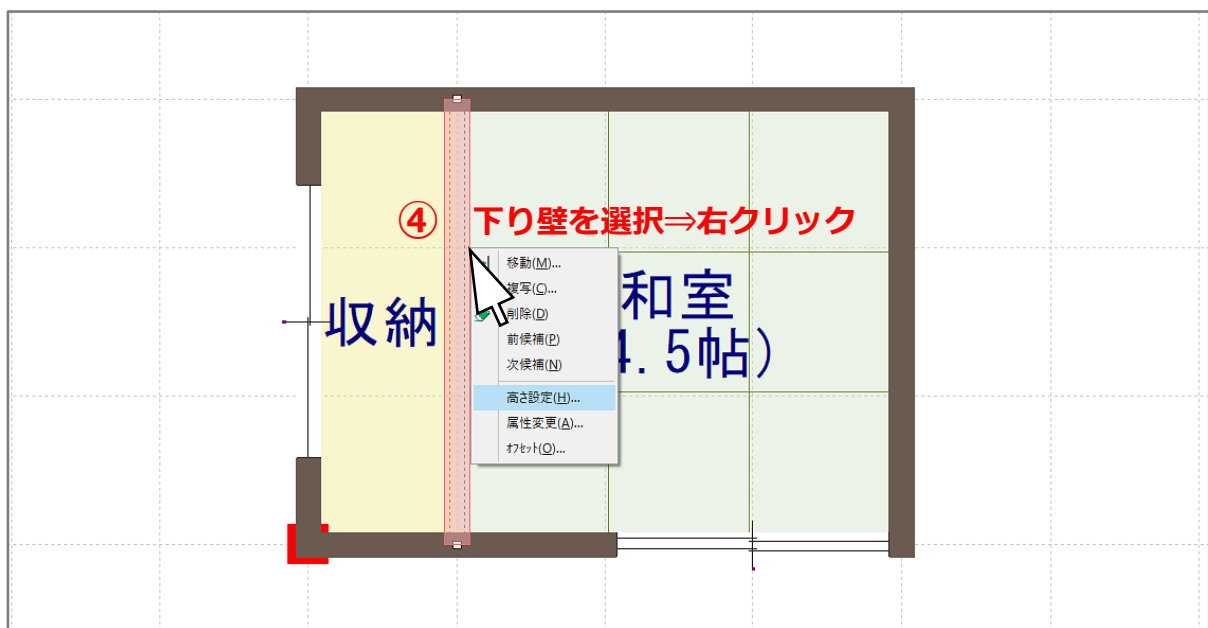 ④ 下り壁を選択⇒右クリック
移動(M)...
複写(C)...
削除(D)
前候補(P)
次候補(N)
高さ設定(H)...
属性変更(A)...
ｵﾌｾｯﾄ(O)...
収納
和室
4.5帖)